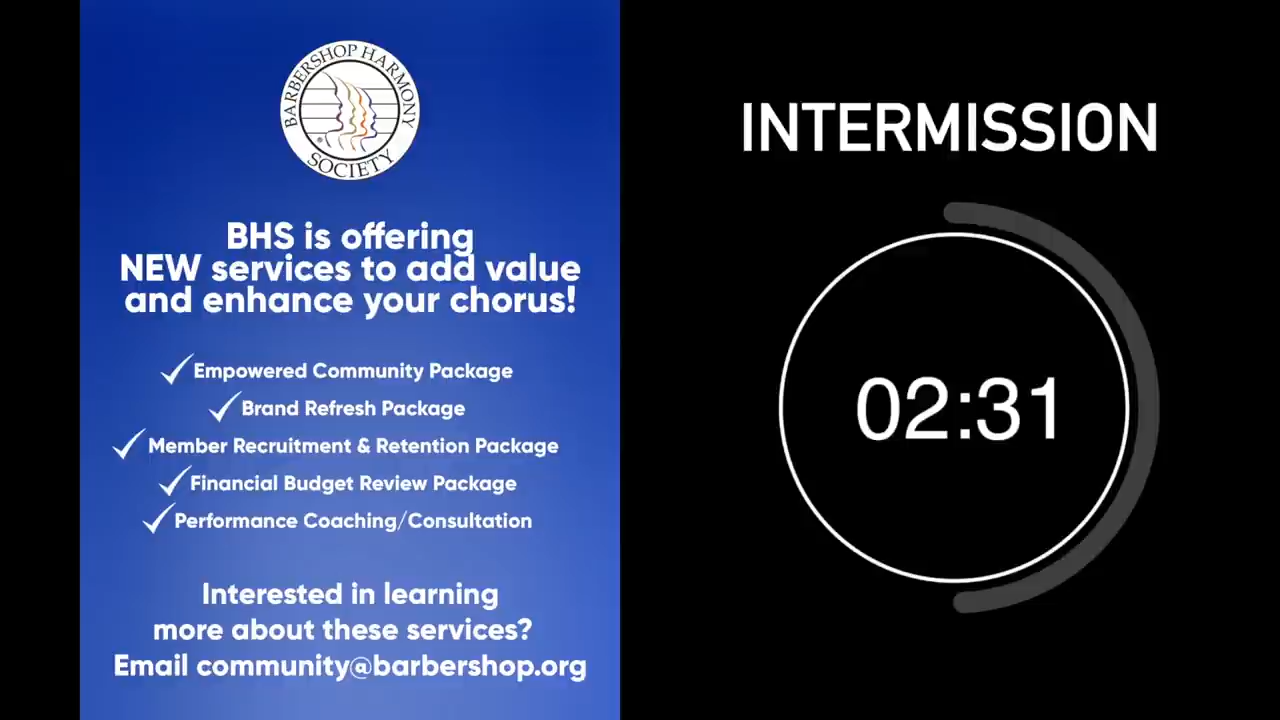 BARBERSHOP HARMONY
SOCIETY
BHS is offering
NEW services to add value
and enhance your chorus!
Empowered Community Package
Brand Refresh Package
Member Recruitment & Retention Package
Financial Budget Review Package
Performance Coaching/Consultation
Interested in learning
more about these services?
Email community@barbershop.org
INTERMISSION
02:31